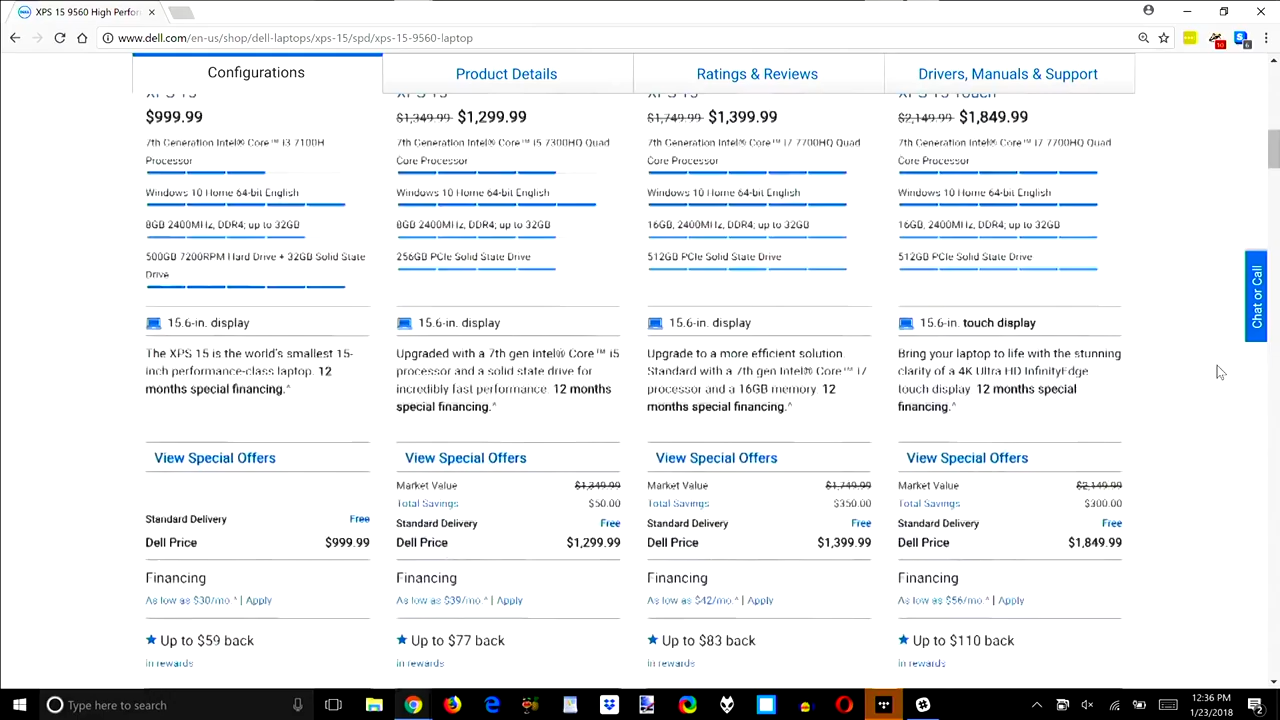 XPS 15 9560 High Perfor
www.dell.com/en-us/shop/dell-laptops/xps-15/spd/xps-15-9560-laptop
10
6
Configurations
Product Details
Ratings & Reviews
Drivers, Manuals & Support
XPS 15
$999.99
7th Generation Intel® Core™ i3 7100H
Processor
Windows 10 Home 64-bit English
8GB 2400MHz, DDR4; up to 32GB
500GB 7200RPM Hard Drive + 32GB Solid State
Drive
15.6-in. display
The XPS 15 is the world's smallest 15-
inch performance-class laptop. 12
months special financing.^
View Special Offers
Standard Delivery Free
Dell Price $999.99
Financing
As low as $30/mo.^ | Apply
Up to $59 back
in rewards
XPS 15
$1,349.99 $1,299.99
7th Generation Intel® Core™ i5 7300HQ Quad
Core Processor
Windows 10 Home 64-bit English
8GB 2400MHz, DDR4; up to 32GB
256GB PCIe Solid State Drive
15.6-in. display
Upgraded with a 7th gen Intel® Core™ i5
processor and a solid state drive for
incredibly fast performance. 12 months
special financing.^
View Special Offers
Market Value $1,349.99
Total Savings $50.00
Standard Delivery Free
Dell Price $1,299.99
Financing
As low as $39/mo.^ | Apply
Up to $77 back
in rewards
XPS 15
$1,749.99 $1,399.99
7th Generation Intel® Core™ i7 7700HQ Quad
Core Processor
Windows 10 Home 64-bit English
16GB, 2400MHz, DDR4; up to 32GB
512GB PCIe Solid State Drive
15.6-in. display
Upgrade to a more efficient solution
Standard with a 7th gen Intel® Core™ i7
processor and a 16GB memory. 12
months special financing.^
View Special Offers
Market Value $1,749.99
Total Savings $350.00
Standard Delivery Free
Dell Price $1,399.99
Financing
As low as $42/mo.^ | Apply
Up to $83 back
in rewards
XPS 15 Touch
$2,149.99 $1,849.99
7th Generation Intel® Core™ i7 7700HQ Quad
Core Processor
Windows 10 Home 64-bit English
16GB, 2400MHz, DDR4; up to 32GB
512GB PCIe Solid State Drive
15.6-in. touch display
Bring your laptop to life with the stunning
clarity of a 4K Ultra HD InfinityEdge
touch display. 12 months special
financing.^
View Special Offers
Market Value $2,149.99
Total Savings $300.00
Standard Delivery Free
Dell Price $1,849.99
Financing
As low as $56/mo.^ | Apply
Up to $110 back
in rewards
Chat or Call
Type here to search
12:36 PM
1/23/2018
2